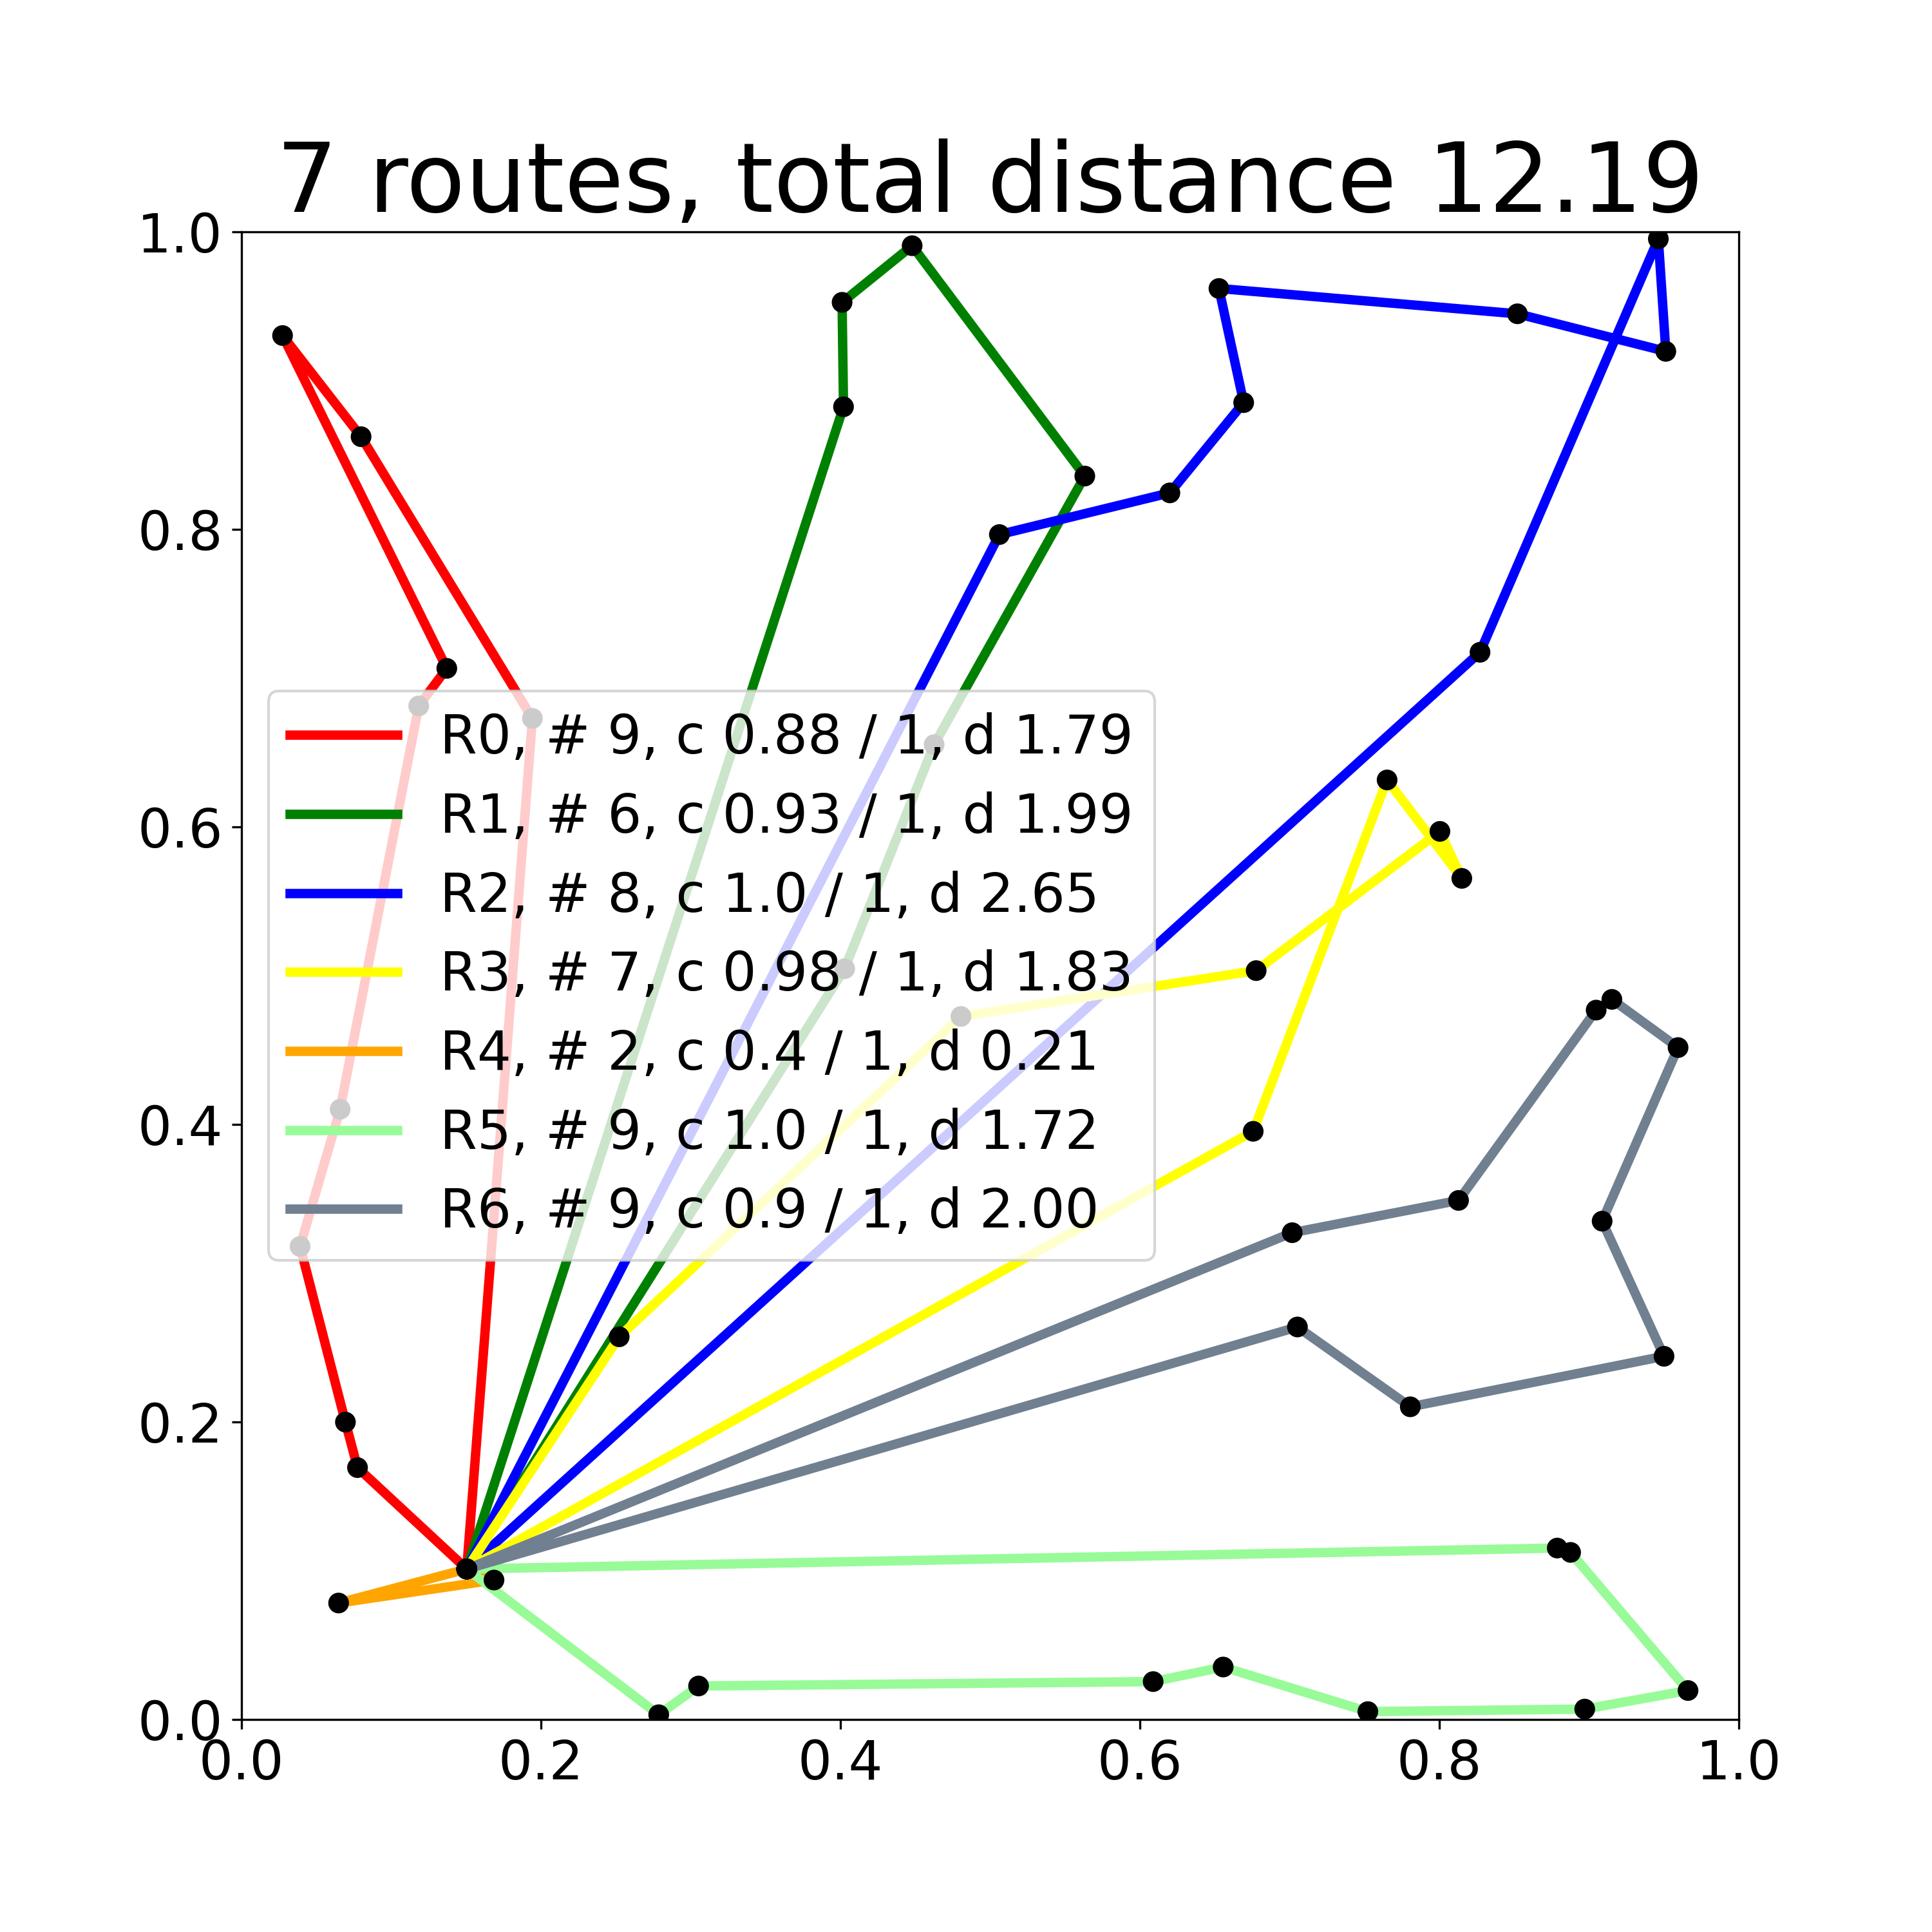 7 routes, total distance 12.19
1.0
0.8
0.6
0.4
0.2
0.0
R0, # 9, c 0.88 / 1, d 1.79
R1, # 6, c 0.93 / 1, d 1.99
R2, # 8, c 1.0 / 1, d 2.65
R3, # 7, c 0.98 / 1, d 1.83
R4, # 2, c 0.4 / 1, d 0.21
R5, # 9, c 1.0 / 1, d 1.72
R6, # 9, c 0.9 / 1, d 2.00
0.0 0.2 0.4 0.6 0.8 1.0